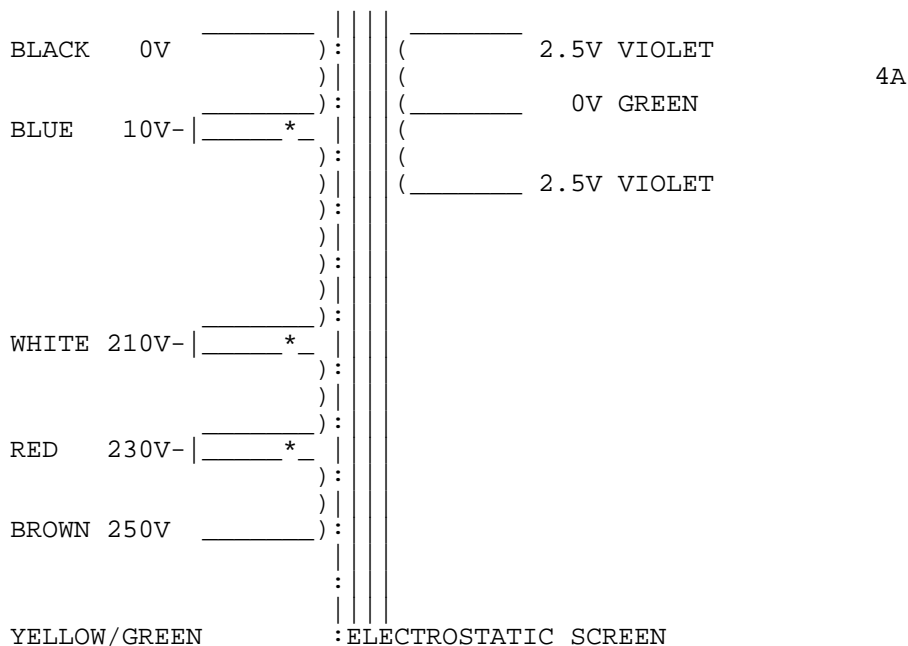 BLACK 0V 2.5V VIOLET
4A
0V GREEN
BLUE 10V-
2.5V VIOLET
WHITE 210V-
RED 230V-
BROWN 250V
YELLOW/GREEN :ELECTROSTATIC SCREEN